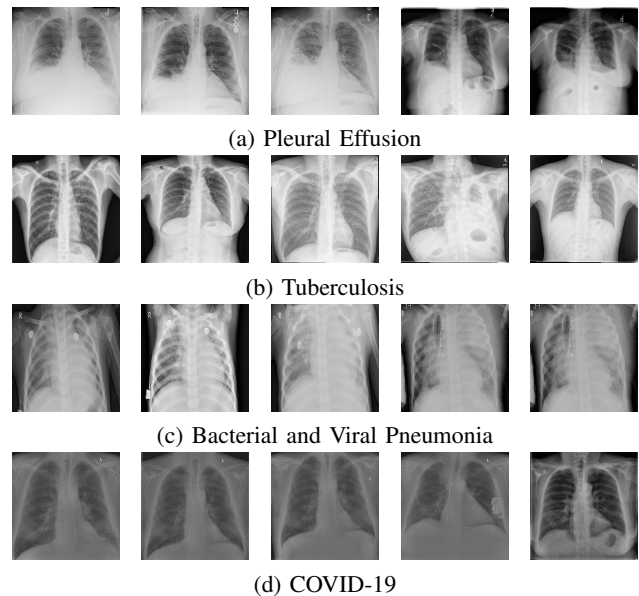 (a) Pleural Effusion
(b) Tuberculosis
R
R
(c) Bacterial and Viral Pneumonia
(d) COVID-19